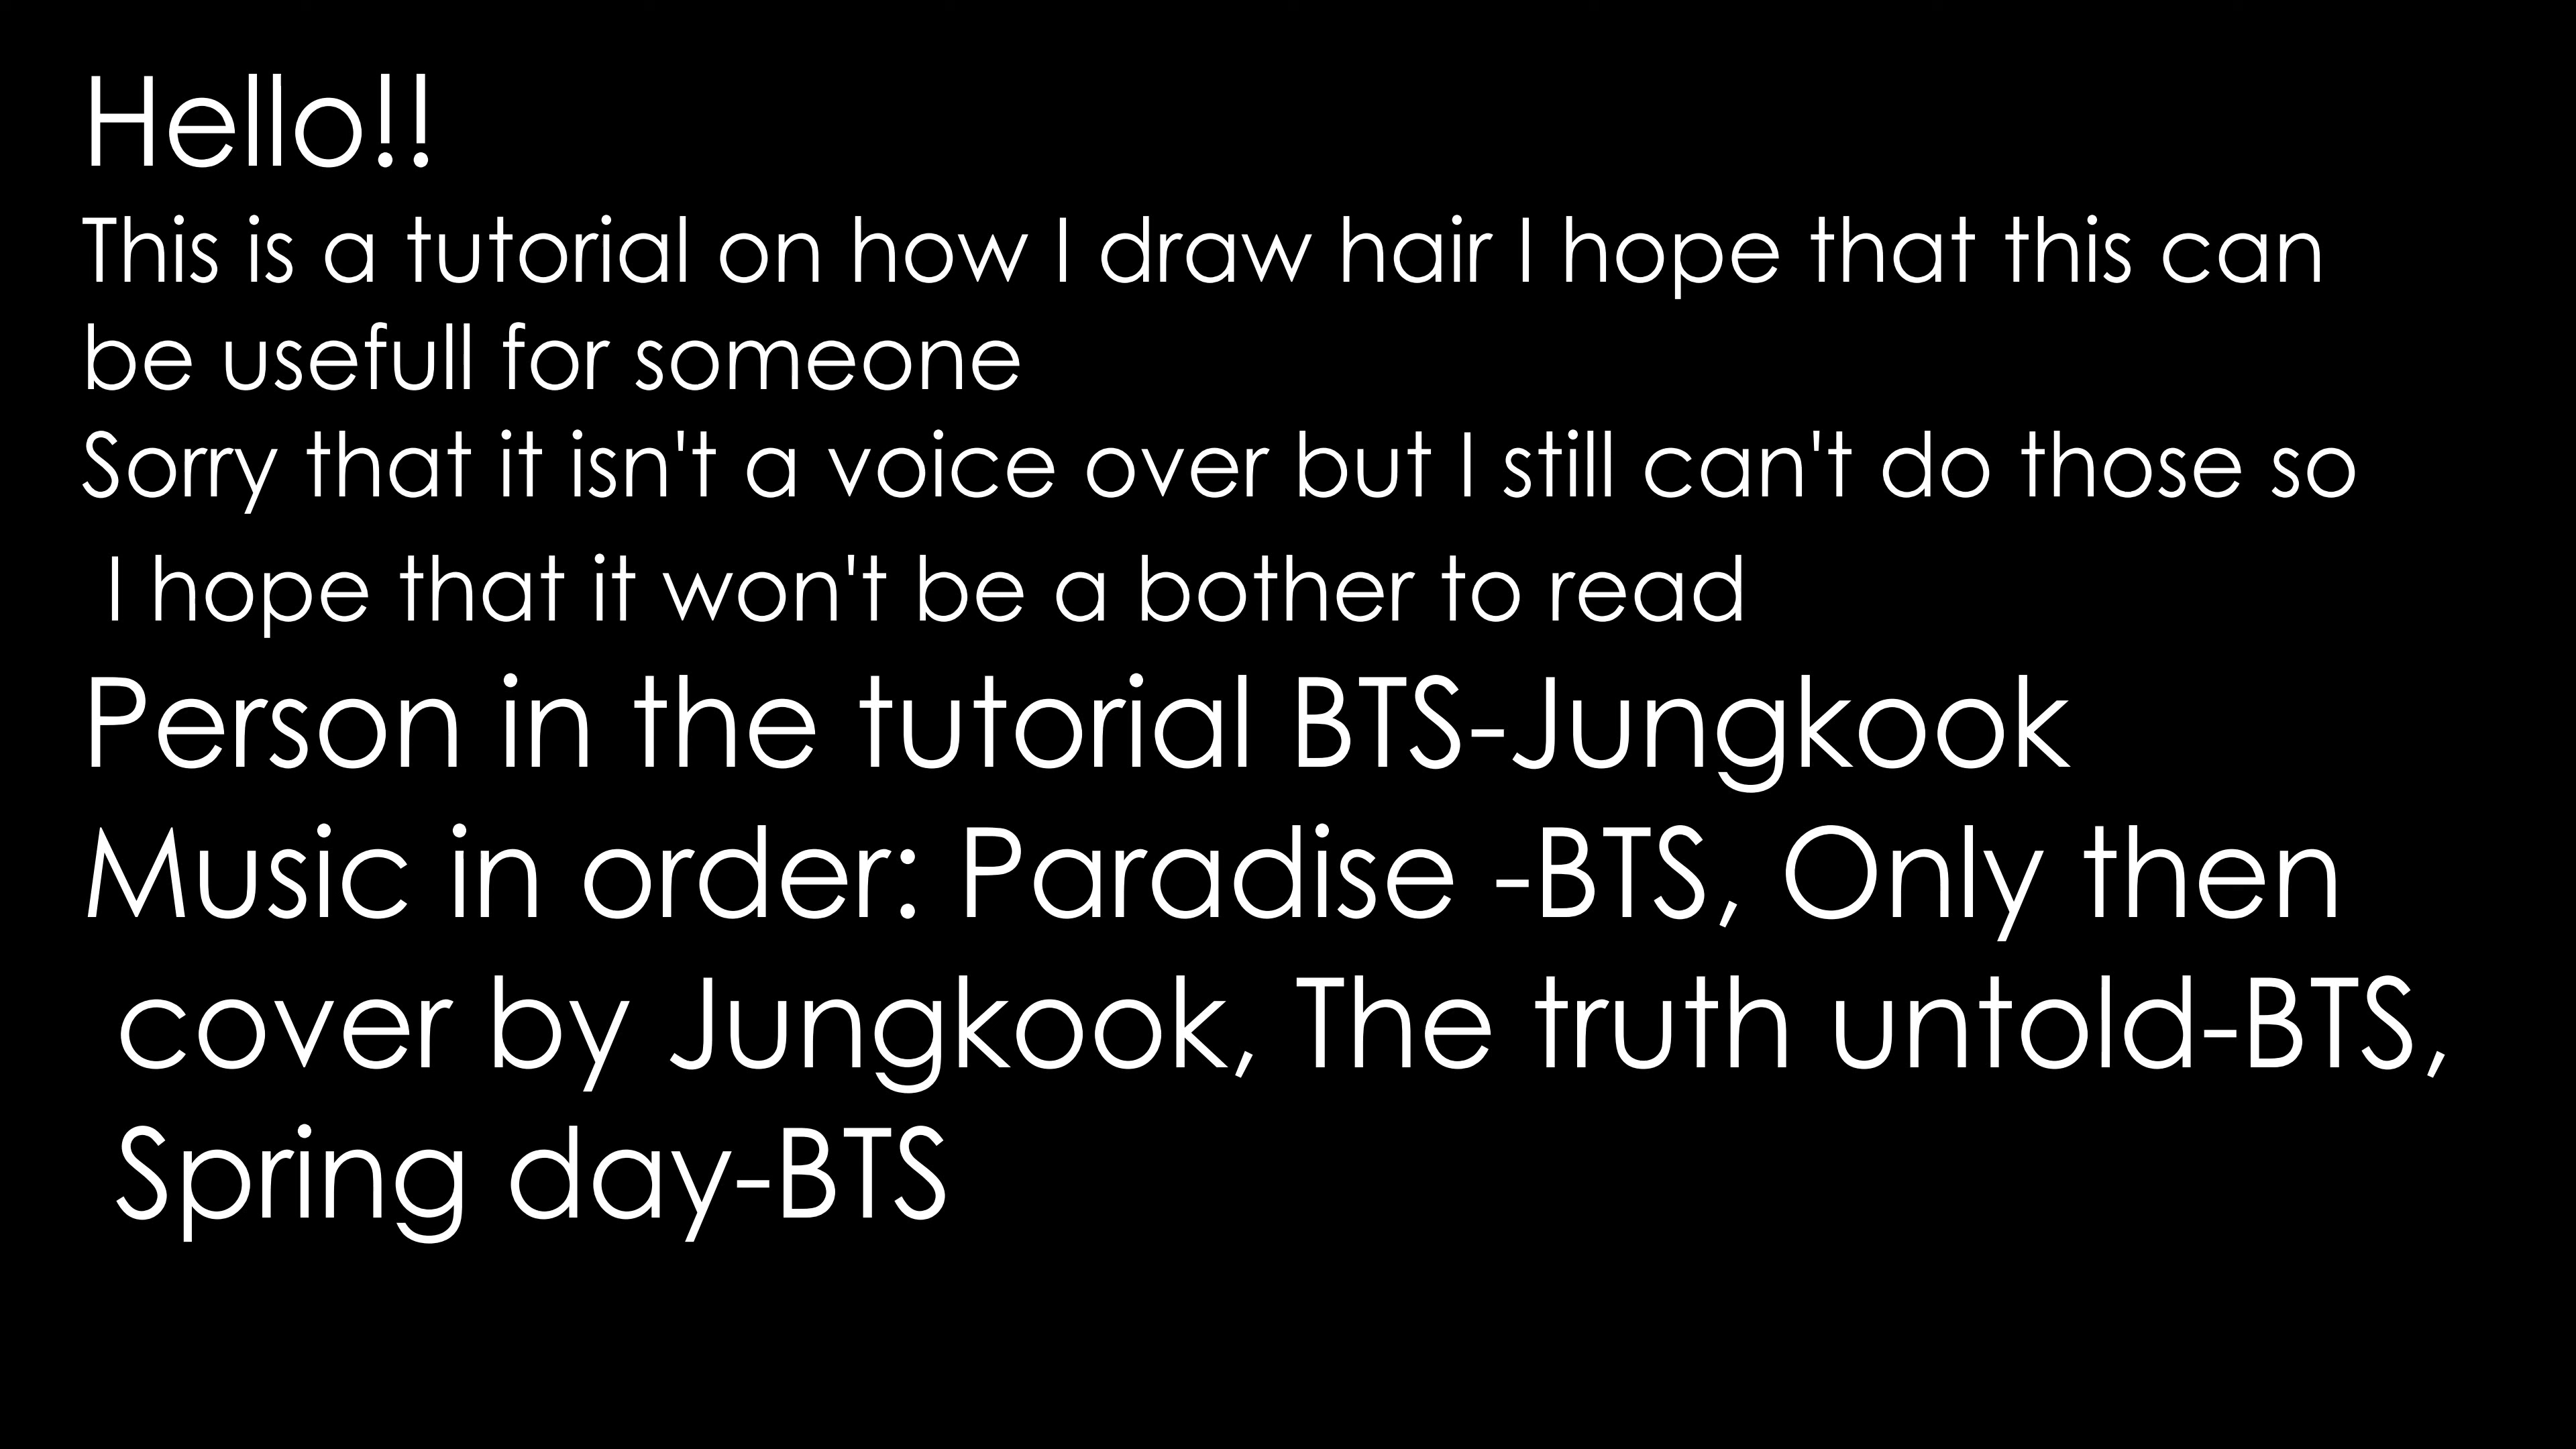 Hello!!
This is a tutorial on how I draw hair I hope that this can
be usefull for someone
Sorry that it isn't a voice over but I still can't do those so
I hope that it won't be a bother to read
Person in the tutorial BTS-Jungkook
Music in order: Paradise -BTS, Only then
cover by Jungkook, The truth untold-BTS,
Spring day-BTS